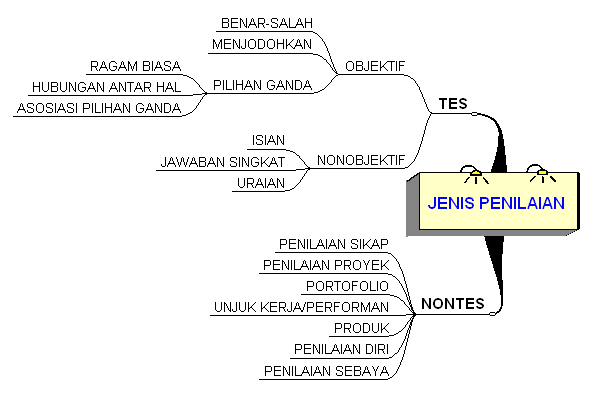 BENAR-SALAH
MENJODOHKAN
OBJEKTIF
RAGAM BIASA
HUBUNGAN ANTAR HAL
PILIHAN GANDA
ASOSIASI PILIHAN GANDA
TES
ISIAN
JAWABAN SINGKAT
NONOBJEKTIF
URAIAN
JENIS PENILAIAN
PENILAIAN SIKAP
PENILAIAN PROYEK
PORTOFOLIO
UNJUK KERJA/PERFORMAN
NONTES
PRODUK
PENILAIAN DIRI
PENILAIAN SEBAYA